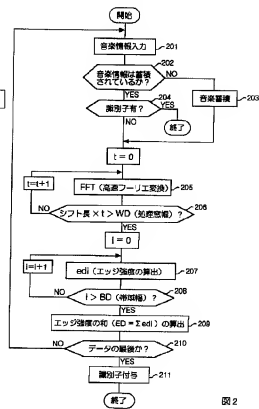 開始
音楽情報入力
201
202
音楽情報は蓄積
されているか?
NO
YES
204
識別子有?
YES
音楽蓄積
203
NO
終了
t = 0
t=t+1
FFT(高速フーリエ変換)
205
206
NO
シフト長×t>WD(処理窓幅)?
YES
i = 0
i=i+1
edi(エッジ強度の算出)
207
208
NO
i>BD(帯域幅)?
YES
エッジ強度の和(ED=Σedi)の算出
209
210
NO
データの最後か?
YES
識別子付与
211
終了
図2